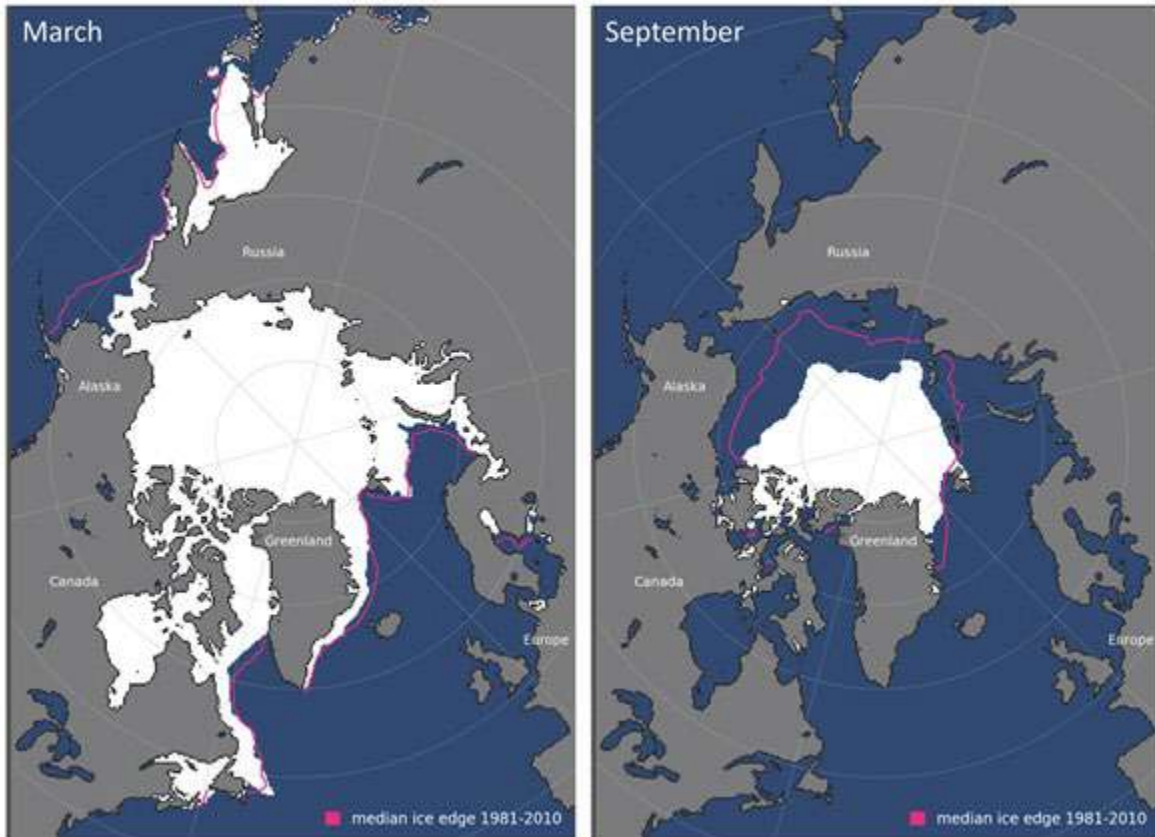 March
Russia
Alaska
Greenland
Canada
Europe
median ice edge 1981-2010
September
Russia
Alaska
Greenland
Canada
Europe
median ice edge 1981-2010